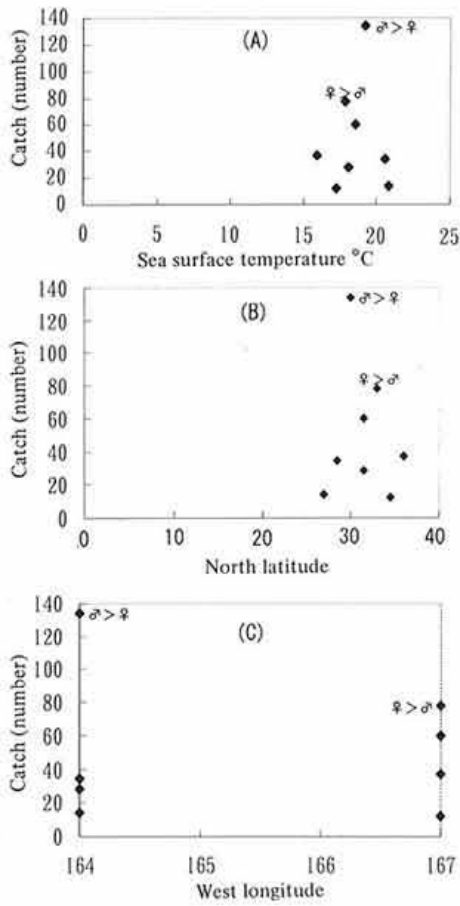 140
(A)
♂>♀
120
100
80
♀>♂
60
40
20
0
Catch (number)
0 5 10 15 20 25
Sea surface temperature °C
140
(B)
♂>♀
120
100
80
♀>♂
60
40
20
0
Catch (number)
0 10 20 30 40
North latitude
140
♂>♀
(C)
120
100
80
♀>♂
60
40
20
0
Catch (number)
164 165 166 167
West longitude